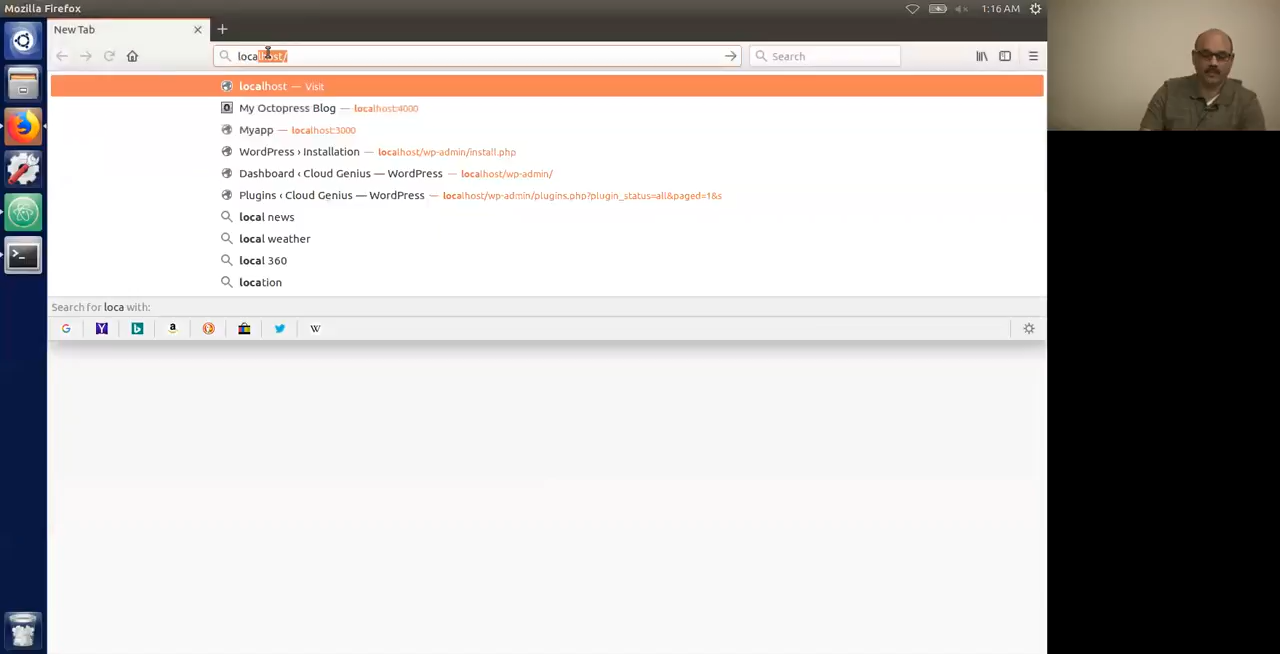 Mozilla Firefox
1:16 AM
New Tab
localhost/
Search
localhost — Visit
My Octopress Blog — localhost:4000
Myapp — localhost:3000
WordPress › Installation — localhost/wp-admin/install.php
Dashboard ‹ Cloud Genius — WordPress — localhost/wp-admin/
Plugins ‹ Cloud Genius — WordPress — localhost/wp-admin/plugins.php?plugin_status=all&paged=1&s
local news
local weather
local 360
location
Search for loca with: